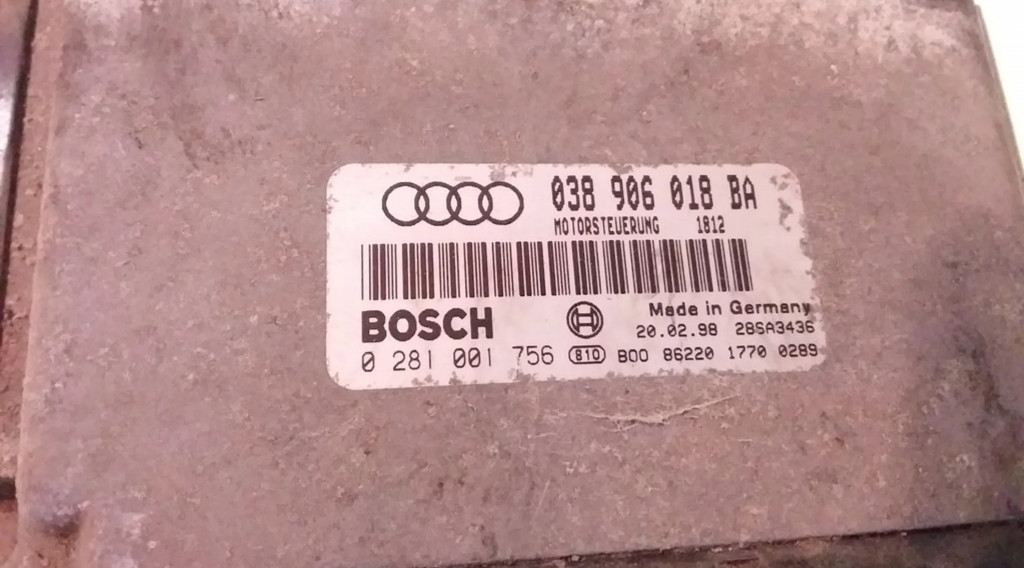 038 906 018 BA
MOTORSTEUERUNG 1812
BOSCH
Made in Germany
20.02.98 28SA3436
0 281 001 756 810 B00 86220 1770 0289